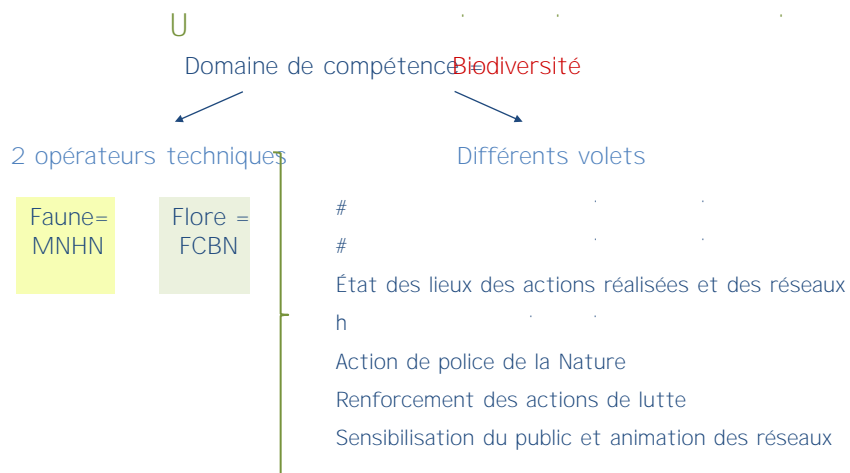 U
Domaine de compétence = Biodiversité
2 opérateurs techniques
Différents volets
Faune=
MNHN
Flore =
FCBN
#
#
État des lieux des actions réalisées et des réseaux
h
Action de police de la Nature
Renforcement des actions de lutte
Sensibilisation du public et animation des réseaux